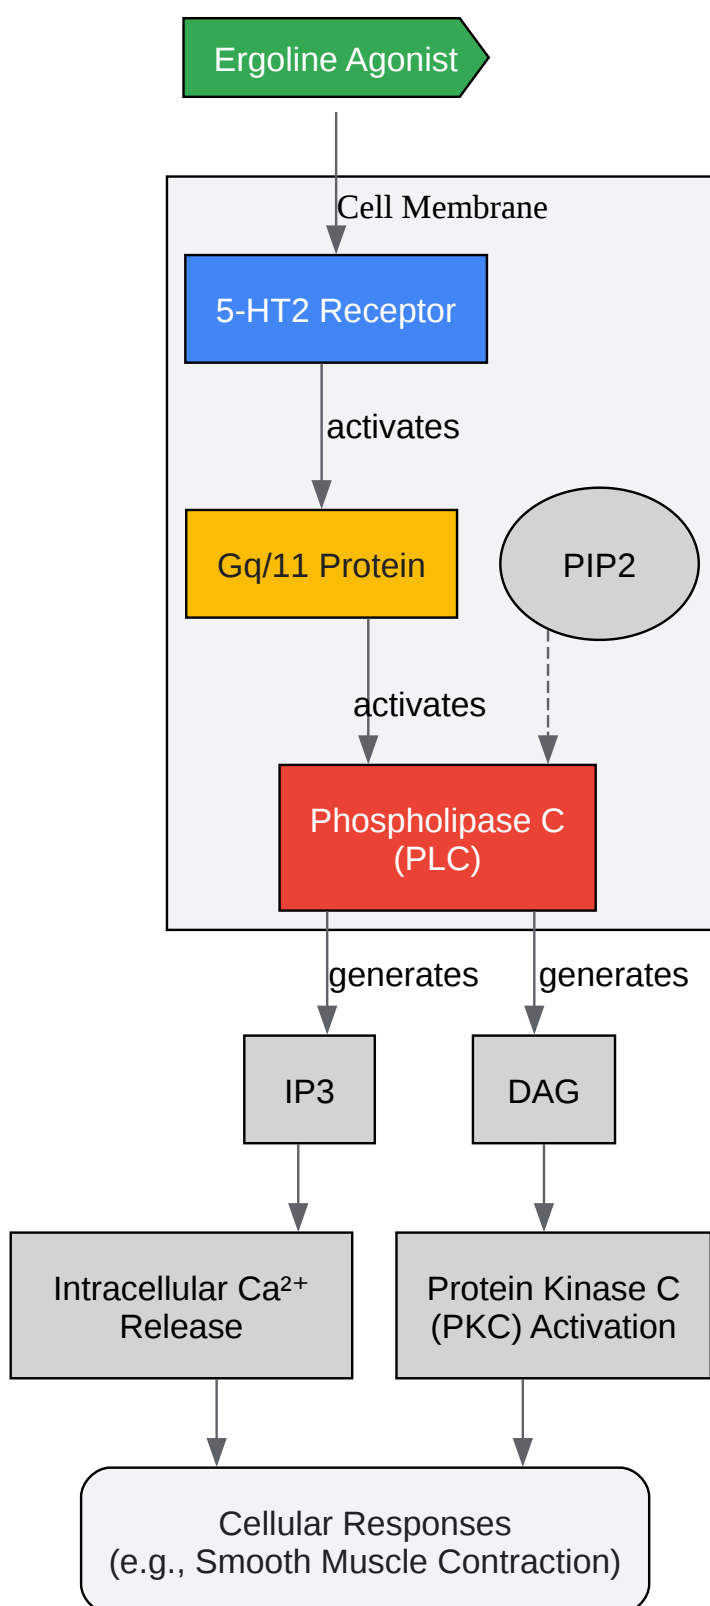 Ergoline Agonist
Cell Membrane
5-HT2 Receptor
activates
Gq/11 Protein
PIP2
activates
Phospholipase C
(PLC)
generates
generates
IP3
DAG
Intracellular Ca²⁺
Release
Protein Kinase C
(PKC) Activation
Cellular Responses
(e.g., Smooth Muscle Contraction)